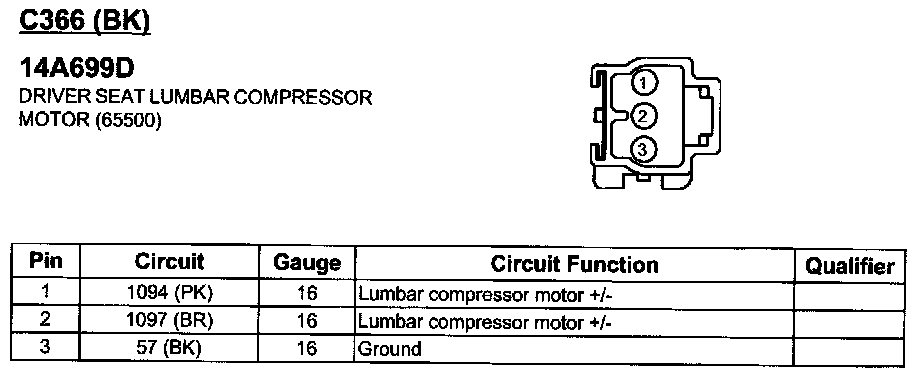 C366 (BK)
14A699D
DRIVER SEAT LUMBAR COMPRESSOR
MOTOR (65500)
1
2
3
Pin Circuit Gauge Circuit Function Qualifier
1 1094 (PK) 16 Lumbar compressor motor +/-
2 1097 (BR) 16 Lumbar compressor motor +/-
3 57 (BK) 16 Ground